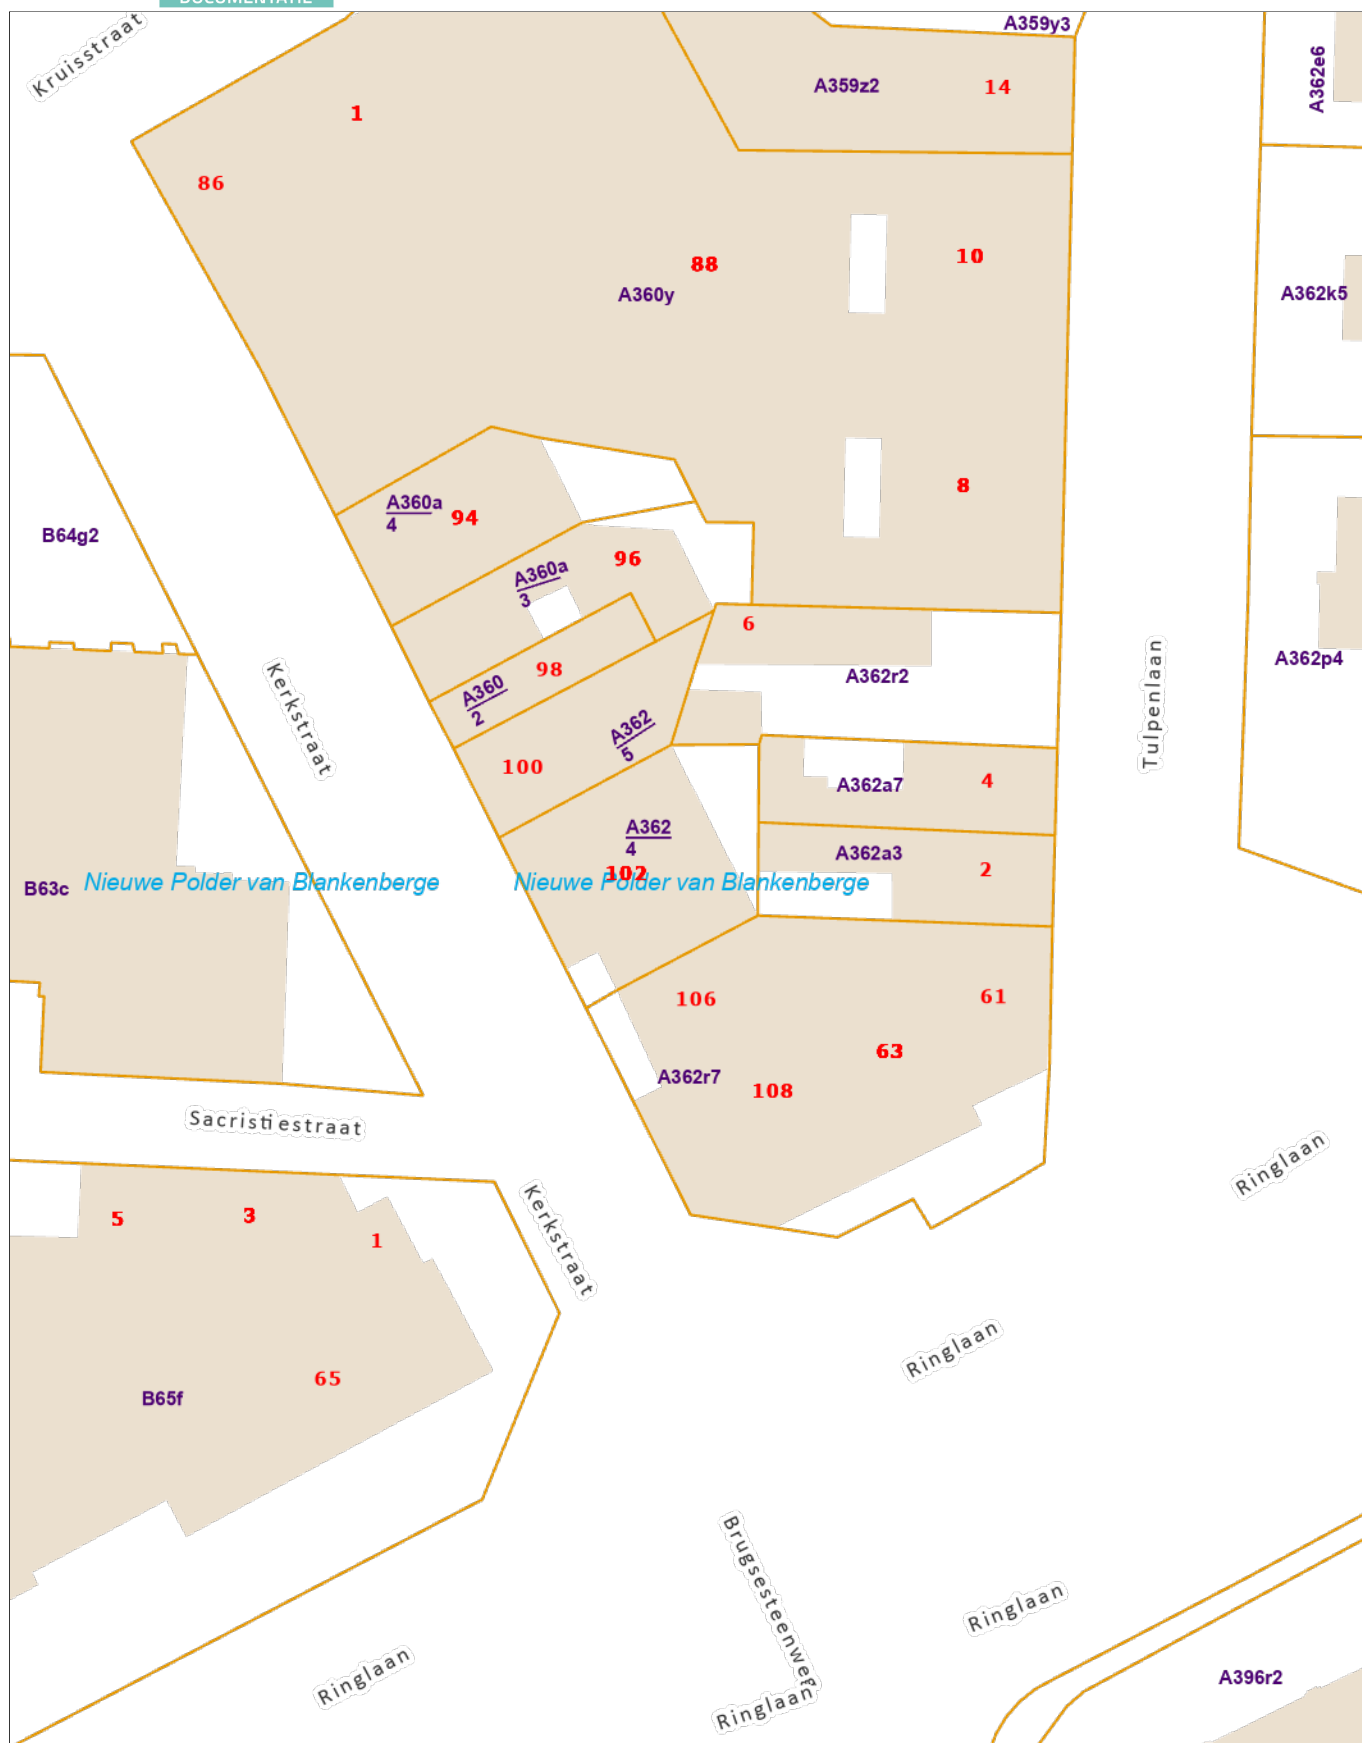 DOCUMENTATIE
Kruisstraat
A359y3
A359z2
14
A362e6
1
86
88
A360y
10
A362k5
8
A360a
4
94
B64g2
A360a
3
96
6
A362r2
A362p4
98
A360
2
A362
5
100
Kerkstraat
Tulpenlaan
A362a7
4
A362
4
102
A362a3
2
B63c
Nieuwe Polder van Blankenberge
Nieuwe Polder van Blankenberge
106
61
63
A362r7
108
Sacristiestraat
Ringlaan
5
3
1
Kerkstraat
Ringlaan
65
B65f
Brugsesteenweg
Ringlaan
Ringlaan
Ringlaan
A396r2